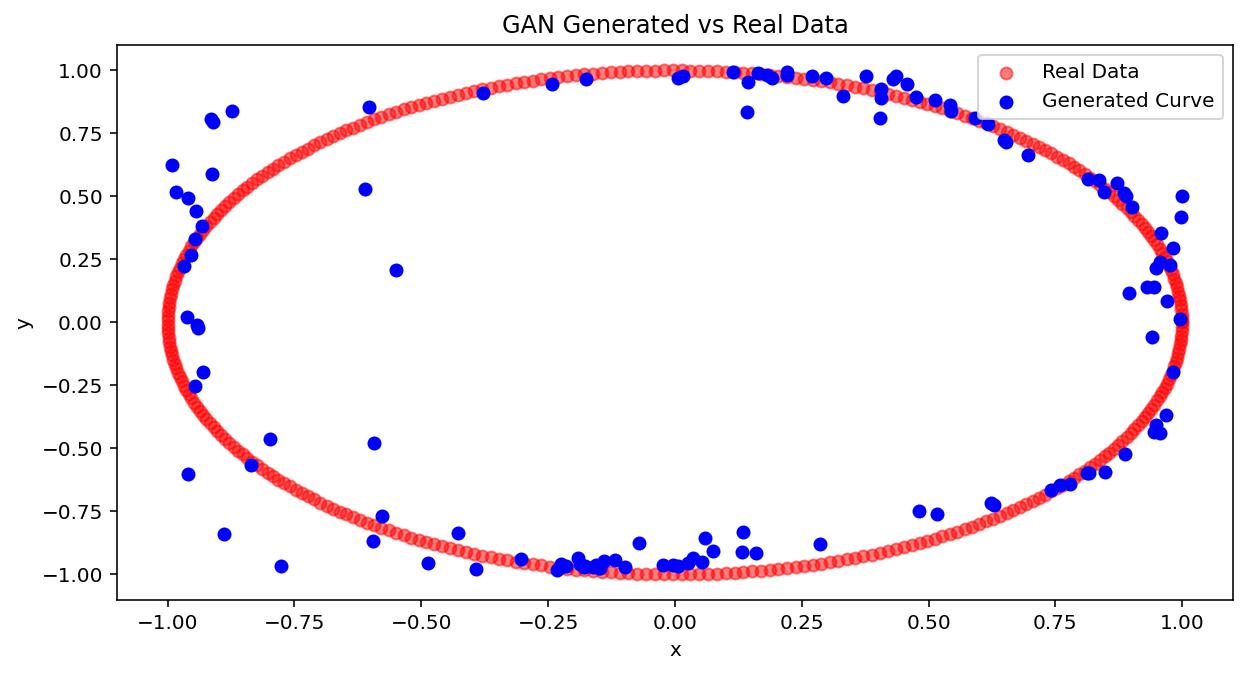 GAN Generated vs Real Data
Real Data
Generated Curve
1.00
0.75
0.50
0.25
0.00
−0.25
−0.50
−0.75
−1.00
y
−1.00 −0.75 −0.50 −0.25 0.00 0.25 0.50 0.75 1.00
x